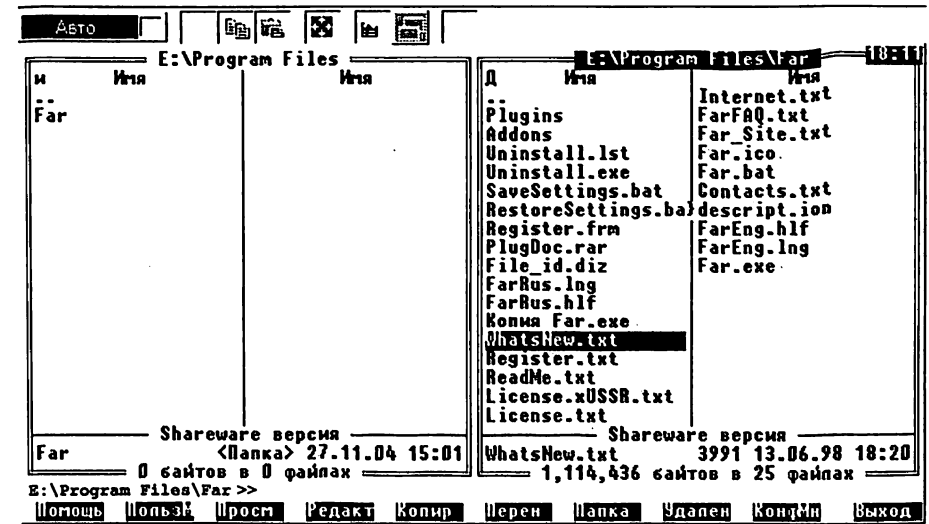 Авто
E:\Program Files
и Имя Имя
..
Far
Far <Папка> 27.11.04 15:01
Shareware версия
0 байтов в 0 файлах
E:\Program Files\Far 18:11
Д Имя Имя
..
Plugins
Addons
Uninstall.lst
Uninstall.exe
SaveSettings.bat
RestoreSettings.ba}
Register.frm
PlugDoc.rar
File_id.diz
FarRus.lng
FarRus.hlf
Копия Far.exe
WhatsNew.txt
Register.txt
ReadMe.txt
License.xUSSR.txt
License.txt
Internet.txt
FarFAQ.txt
Far_Site.txt
Far.ico
Far.bat
Contacts.txt
descript.ion
FarEng.hlf
FarEng.lng
Far.exe
Shareware версия
WhatsNew.txt 3991 13.06.98 18:20
1,114,436 байтов в 25 файлах
E:\Program Files\Far >>
Помощь ПользМ Просм Редакт Копир Перен Папка Удален КонфМн Выход